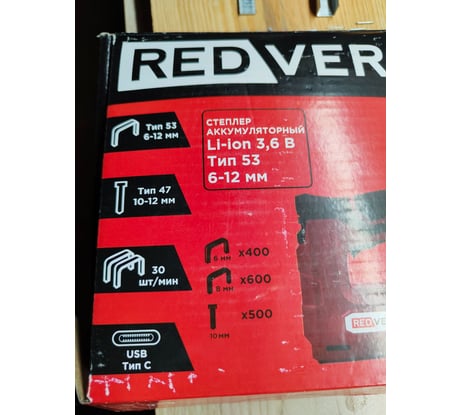 REDVER
Тип 53
6-12 мм
СТЕПЛЕР
АККУМУЛЯТОРНЫЙ
Li-ion 3,6 В
Тип 53
6-12 мм
Тип 47
10-12 мм
30
шт/мин
6 мм x400
8 мм x600
x500
10 мм
USB
Тип C
REDVE